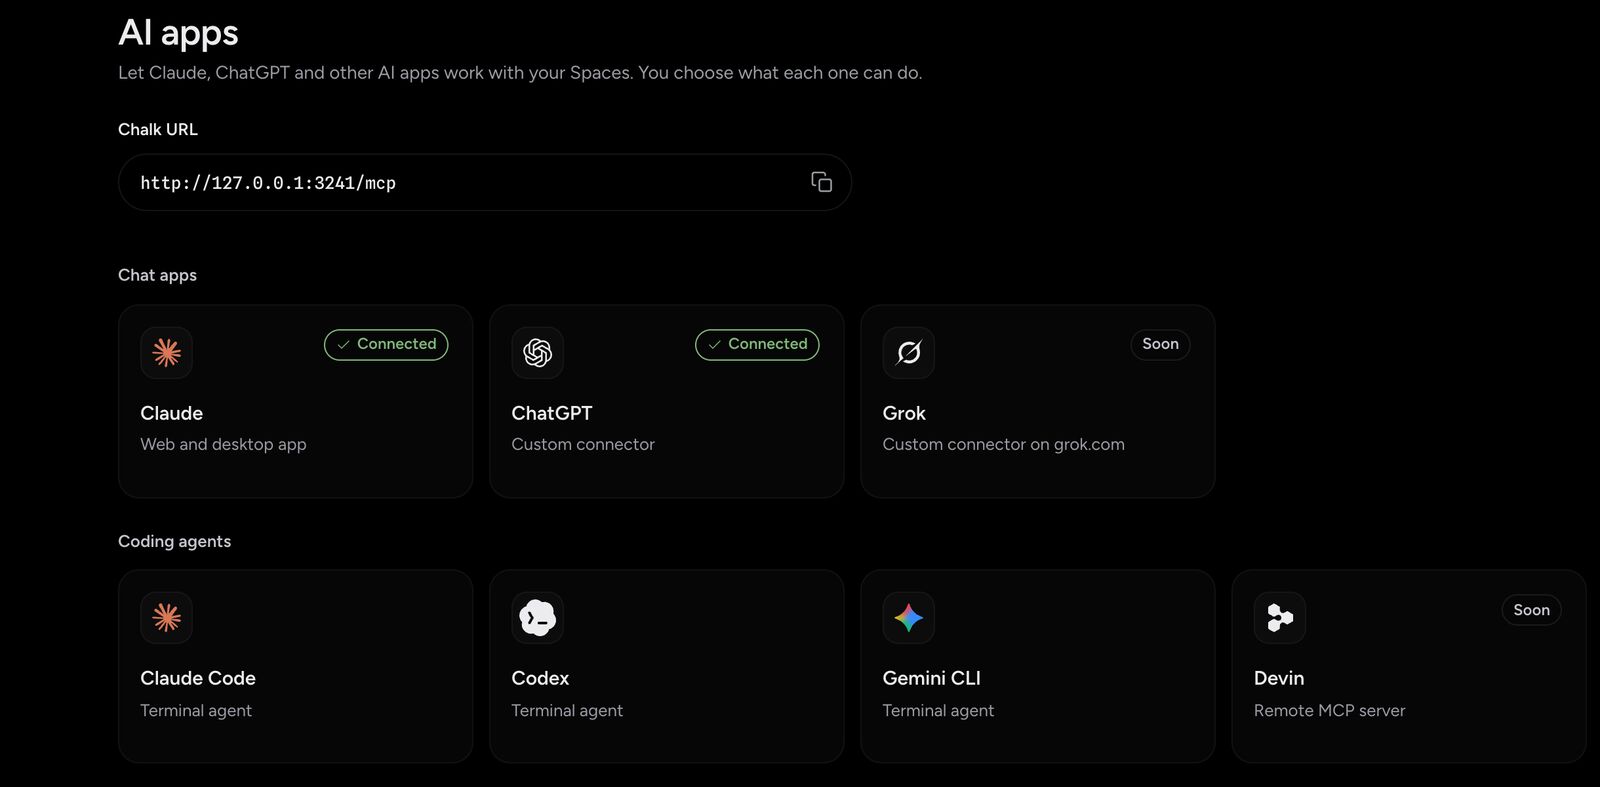 AI apps
Let Claude, ChatGPT and other AI apps work with your Spaces. You choose what each one can do.
Chalk URL
http://127.0.0.1:3241/mcp
Chat apps
Connected
Claude
Web and desktop app
Connected
ChatGPT
Custom connector
Soon
Grok
Custom connector on grok.com
Coding agents
Claude Code
Terminal agent
Codex
Terminal agent
Gemini CLI
Terminal agent
Soon
Devin
Remote MCP server